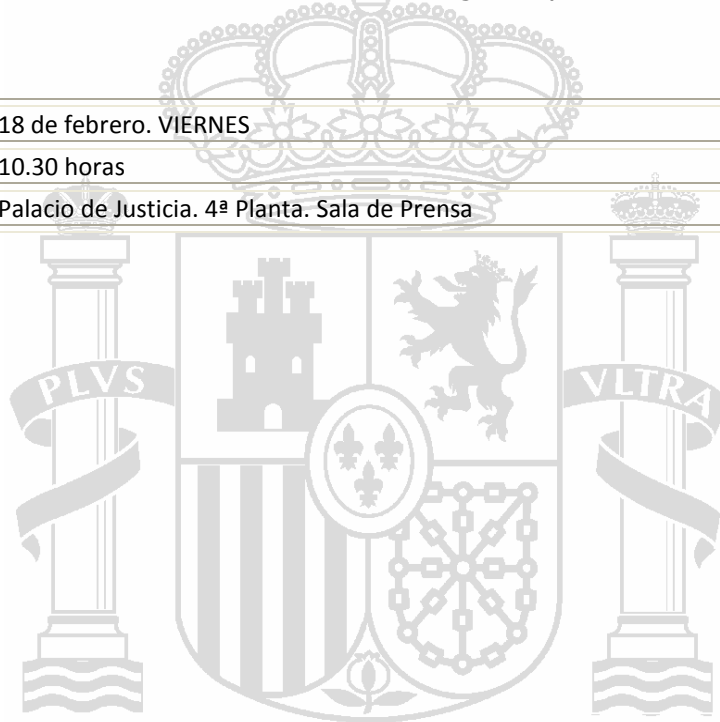 18 de febrero. VIERNES
10.30 horas
Palacio de Justicia. 4ª Planta. Sala de Prensa
PLVS
VLTRA